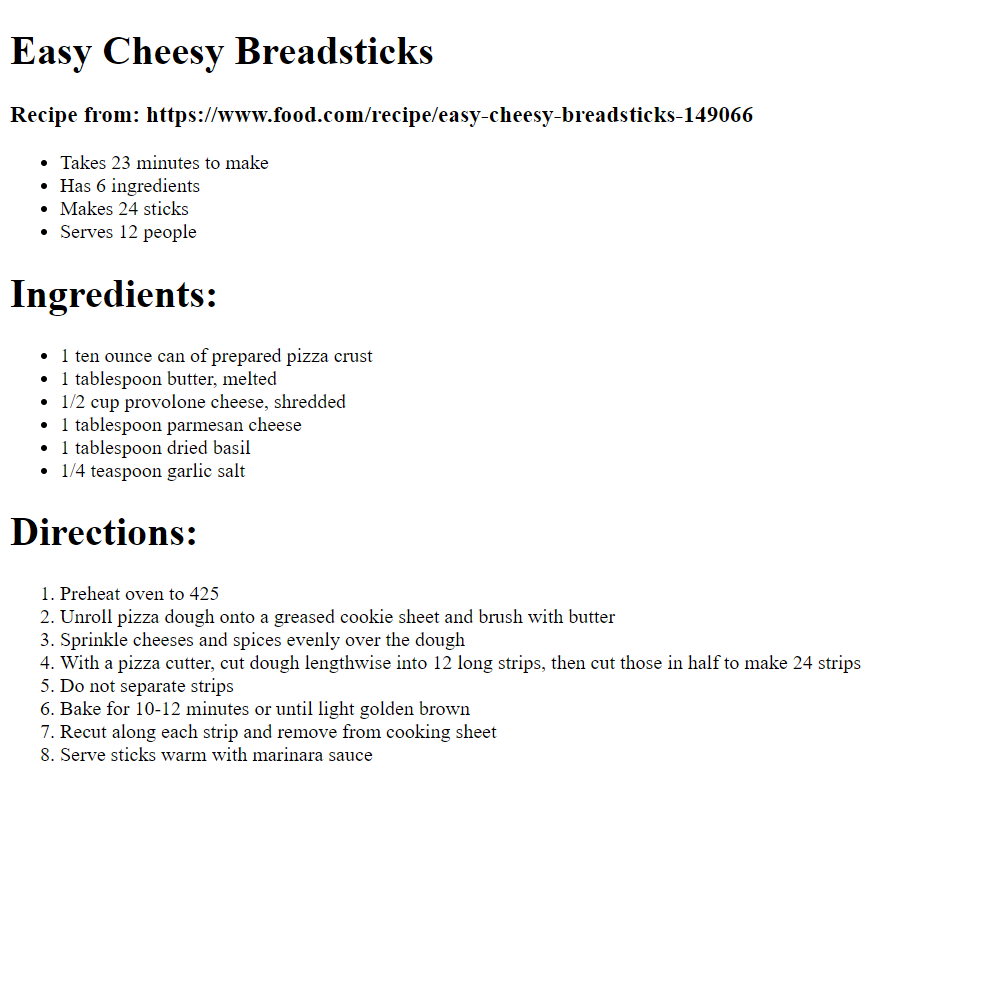 Easy Cheesy Breadsticks
Recipe from: https://www.food.com/recipe/easy-cheesy-breadsticks-149066
• Takes 23 minutes to make
• Has 6 ingredients
• Makes 24 sticks
• Serves 12 people
Ingredients:
• 1 ten ounce can of prepared pizza crust
• 1 tablespoon butter, melted
• 1/2 cup provolone cheese, shredded
• 1 tablespoon parmesan cheese
• 1 tablespoon dried basil
• 1/4 teaspoon garlic salt
Directions:
1. Preheat oven to 425
2. Unroll pizza dough onto a greased cookie sheet and brush with butter
3. Sprinkle cheeses and spices evenly over the dough
4. With a pizza cutter, cut dough lengthwise into 12 long strips, then cut those in half to make 24 strips
5. Do not separate strips
6. Bake for 10-12 minutes or until light golden brown
7. Recut along each strip and remove from cooking sheet
8. Serve sticks warm with marinara sauce